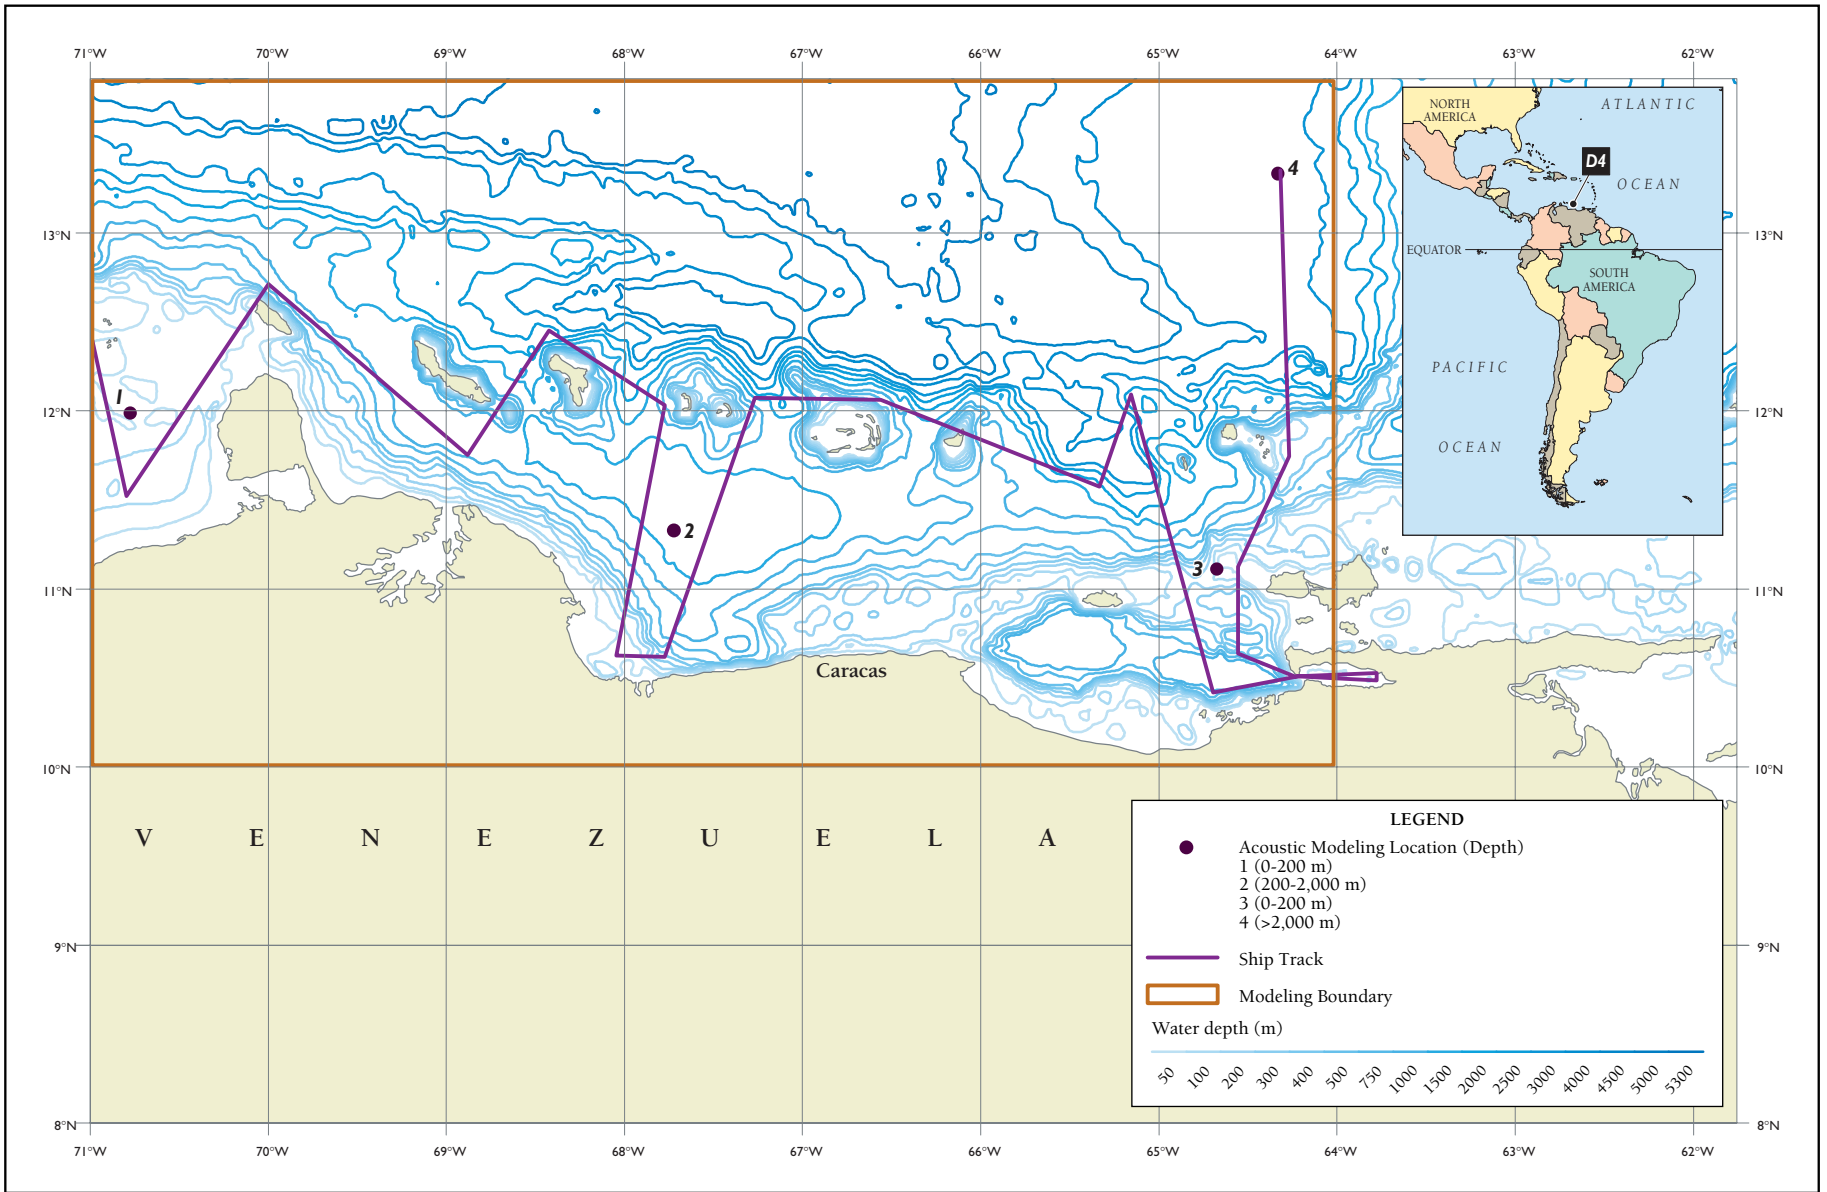 71°W 70°W 69°W 68°W 67°W 66°W 65°W 64°W 63°W 62°W
NORTH
AMERICA
ATLANTIC
D4
OCEAN
13°N
13°N
EQUATOR
SOUTH
AMERICA
PACIFIC
OCEAN
4
12°N
12°N
1
2
3
11°N
11°N
Caracas
10°N
10°N
VENEZUELA
9°N
9°N
LEGEND
Acoustic Modeling Location (Depth)
1 (0-200 m)
2 (200-2,000 m)
3 (0-200 m)
4 (>2,000 m)
Ship Track
Modeling Boundary
Water depth (m)
50 100 200 300 400 500 750 1000 1500 2000 2500 3000 4000 4500 5000 5300
8°N
8°N
71°W 70°W 69°W 68°W 67°W 66°W 65°W 64°W 63°W 62°W